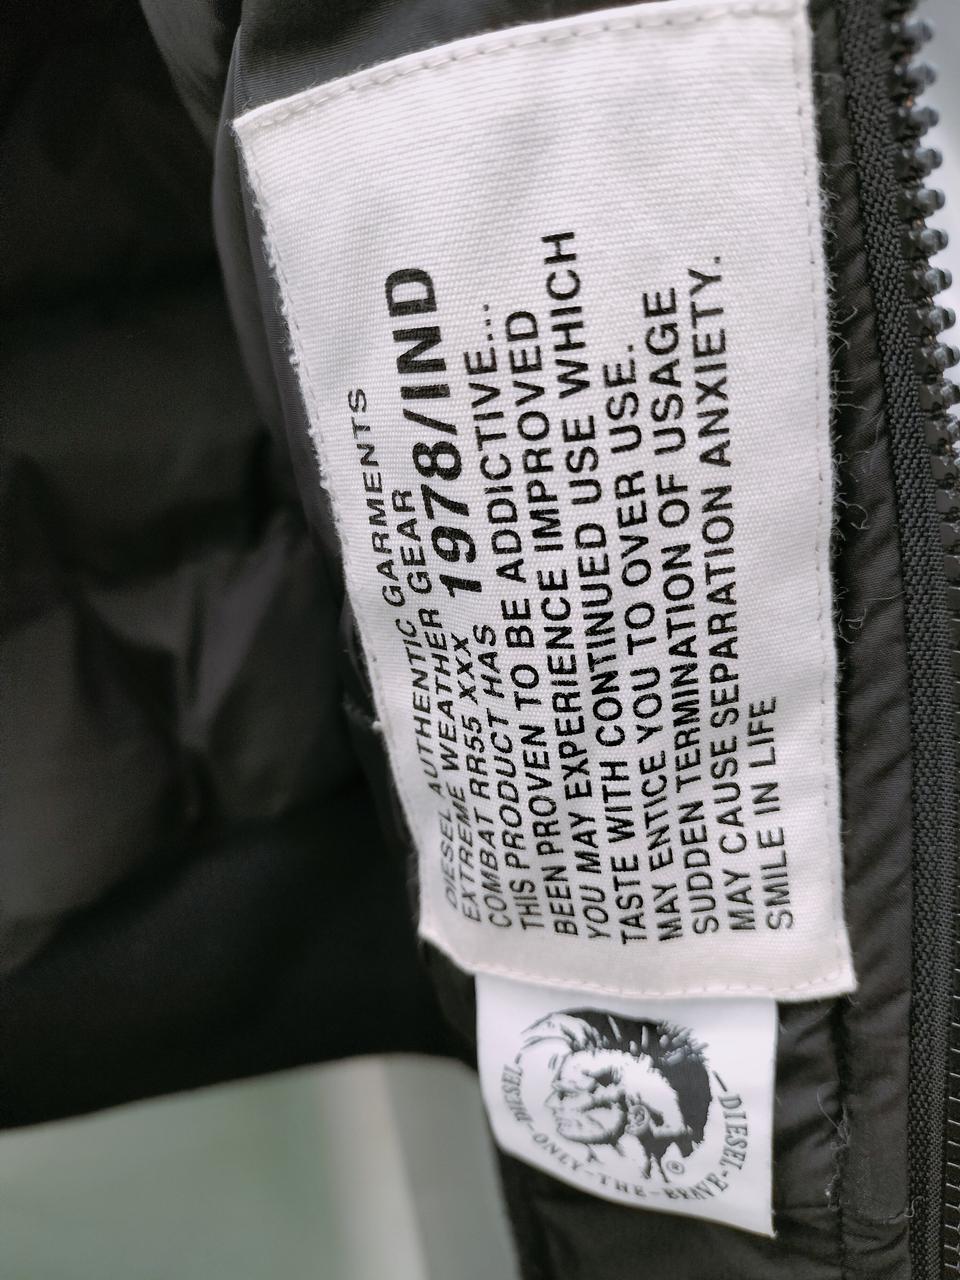 DIESEL AUTHENTIC GARMENTS
EXTREME WEATHER GEAR
COMBAT RR55 XXX 1978/IND
THIS PRODUCT HAS
BEEN PROVEN TO BE ADDICTIVE...
YOU MAY EXPERIENCE IMPROVED
TASTE WITH CONTINUED USE WHICH
MAY ENTICE YOU TO OVER USE.
SUDDEN TERMINATION OF USAGE
MAY CAUSE SEPARATION ANXIETY.
SMILE IN LIFE
DIESEL-ONLY-THE-BRAVE-DIESEL